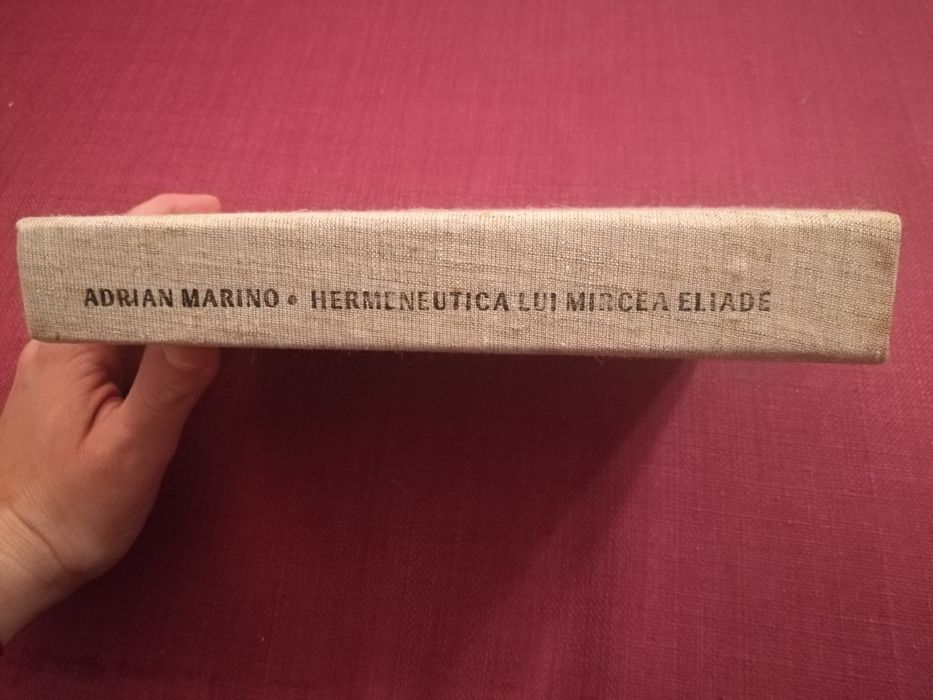 ADRIAN MARINO • HERMENEUTICA LUI MIRCEA ELIADE